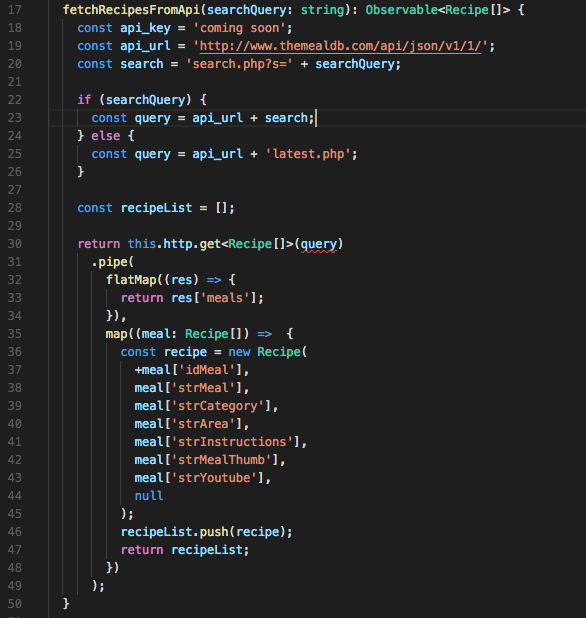 17 fetchRecipesFromApi(searchQuery: string): Observable<Recipe[]> {
18 const api_key = 'coming soon';
19 const api_url = 'http://www.themealdb.com/api/json/v1/1/';
20 const search = 'search.php?s=' + searchQuery;
21
22 if (searchQuery) {
23 const query = api_url + search;
24 } else {
25 const query = api_url + 'latest.php';
26 }
27
28 const recipeList = [];
29
30 return this.http.get<Recipe[]>(query)
31 .pipe(
32 flatMap((res) => {
33 return res['meals'];
34 }),
35 map((meal: Recipe[]) => {
36 const recipe = new Recipe(
37 +meal['idMeal'],
38 meal['strMeal'],
39 meal['strCategory'],
40 meal['strArea'],
41 meal['strInstructions'],
42 meal['strMealThumb'],
43 meal['strYoutube'],
44 null
45 );
46 recipeList.push(recipe);
47 return recipeList;
48 })
49 );
50 }